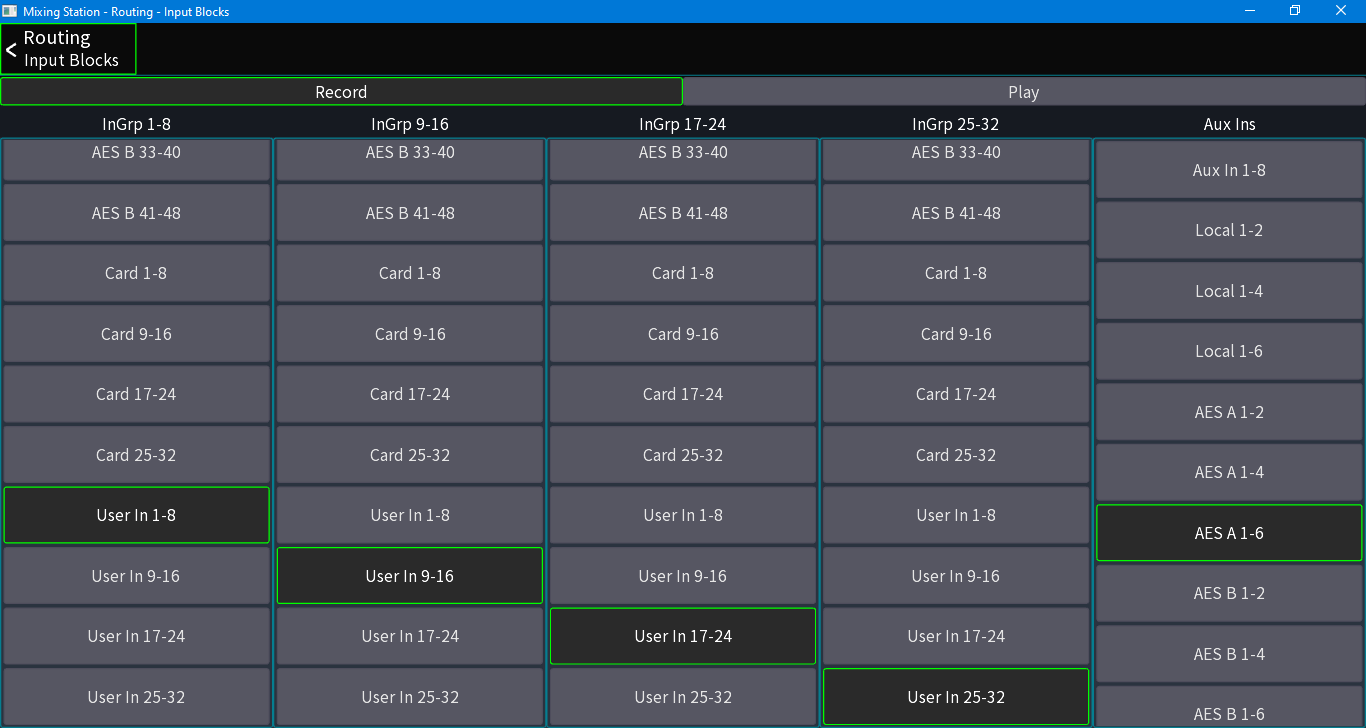 Mixing Station - Routing - Input Blocks
< Routing
Input Blocks
Record Play
InGrp 1-8 InGrp 9-16 InGrp 17-24 InGrp 25-32 Aux Ins
AES B 33-40 AES B 33-40 AES B 33-40 AES B 33-40 Aux In 1-8
AES B 41-48 AES B 41-48 AES B 41-48 AES B 41-48 Local 1-2
Card 1-8 Card 1-8 Card 1-8 Card 1-8 Local 1-4
Card 9-16 Card 9-16 Card 9-16 Card 9-16 Local 1-6
Card 17-24 Card 17-24 Card 17-24 Card 17-24 AES A 1-2
Card 25-32 Card 25-32 Card 25-32 Card 25-32 AES A 1-4
User In 1-8 User In 1-8 User In 1-8 User In 1-8 AES A 1-6
User In 9-16 User In 9-16 User In 9-16 User In 9-16 AES B 1-2
User In 17-24 User In 17-24 User In 17-24 User In 17-24 AES B 1-4
User In 25-32 User In 25-32 User In 25-32 User In 25-32 AES B 1-6